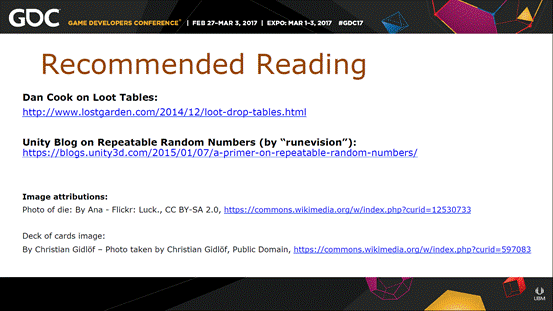 GDC GAME DEVELOPERS CONFERENCE® | FEB 27–MAR 3, 2017 | EXPO: MAR 1–3, 2017 #GDC17
Recommended Reading
Dan Cook on Loot Tables:
http://www.lostgarden.com/2014/12/loot-drop-tables.html
Unity Blog on Repeatable Random Numbers (by “runevision”):
https://blogs.unity3d.com/2015/01/07/a-primer-on-repeatable-random-numbers/
Image attributions:
Photo of die: By Ana - Flickr: Luck., CC BY-SA 2.0, https://commons.wikimedia.org/w/index.php?curid=12530733
Deck of cards image:
By Christian Gidlöf – Photo taken by Christian Gidlöf, Public Domain, https://commons.wikimedia.org/w/index.php?curid=597083
UBM